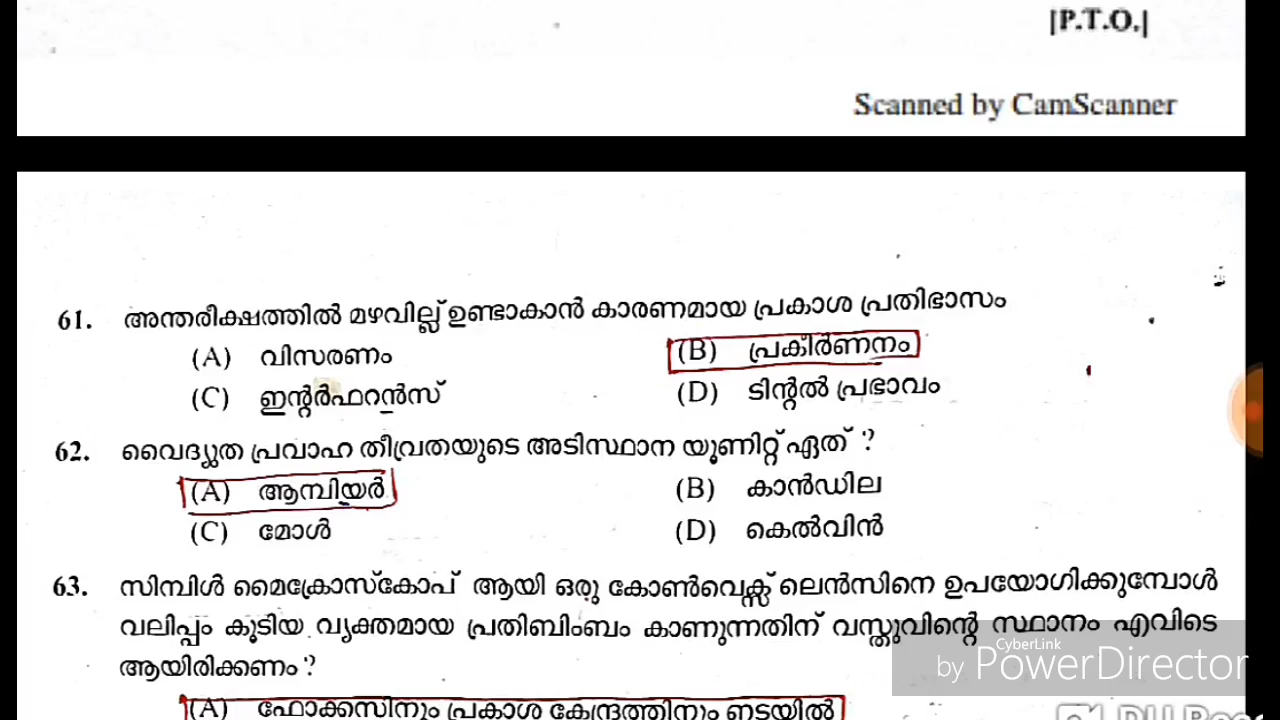 |P.T.O.|
Scanned by CamScanner
61. അന്തരീക്ഷത്തിൽ മഴവില്ല് ഉണ്ടാകാൻ കാരണമായ പ്രകാശ പ്രതിഭാസം
(A) വിസരണം (B) പ്രകീർണനം
(C) ഇന്റർഫറൻസ് (D) ടിന്റൽ പ്രഭാവം
62. വൈദ്യുത പ്രവാഹ തീവ്രതയുടെ അടിസ്ഥാന യൂണിറ്റ് ഏത് ?
(A) ആമ്പിയർ (B) കാൻഡില
(C) മോൾ (D) കെൽവിൻ
63. സിമ്പിൾ മൈക്രോസ്കോപ് ആയി ഒരു കോൺവെക്സ് ലെൻസിനെ ഉപയോഗിക്കുമ്പോൾ
വലിപ്പം കൂടിയ വ്യക്തമായ പ്രതിബിംബം കാണുന്നതിന് വസ്തുവിന്റെ സ്ഥാനം എവിടെ
ആയിരിക്കണം ?
CyberLink
by PowerDirector
(A) ഫോക്കസിനും പ്രകാശ കേന്ദ്രത്തിനും ഇടയിൽ